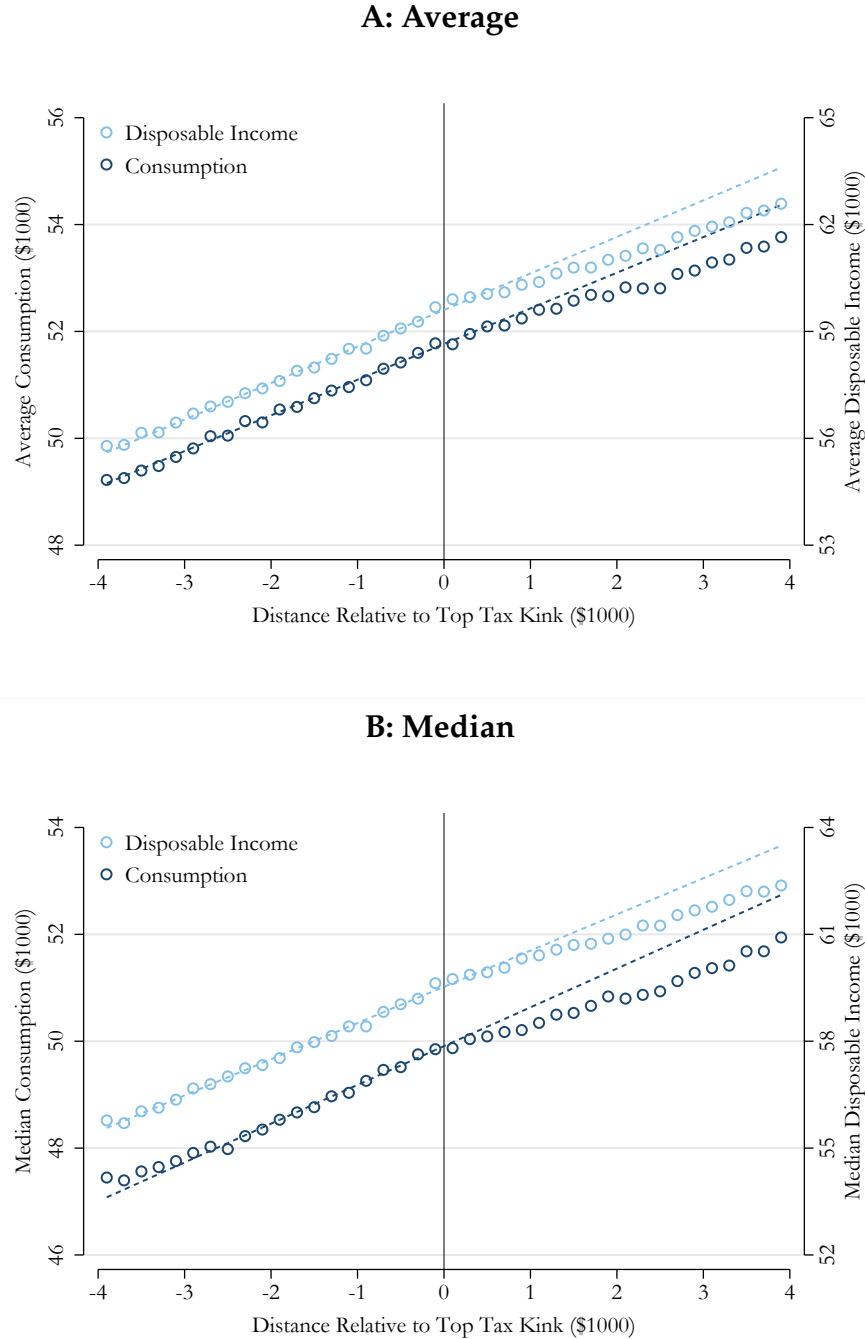 A: Average
56
54
52
50
48
Average Consumption ($1000)
65
62
59
56
53
Average Disposable Income ($1000)
Disposable Income
Consumption
-4 -3 -2 -1 0 1 2 3 4
Distance Relative to Top Tax Kink ($1000)
B: Median
54
52
50
48
46
Median Consumption ($1000)
64
61
58
55
52
Median Disposable Income ($1000)
Disposable Income
Consumption
-4 -3 -2 -1 0 1 2 3 4
Distance Relative to Top Tax Kink ($1000)